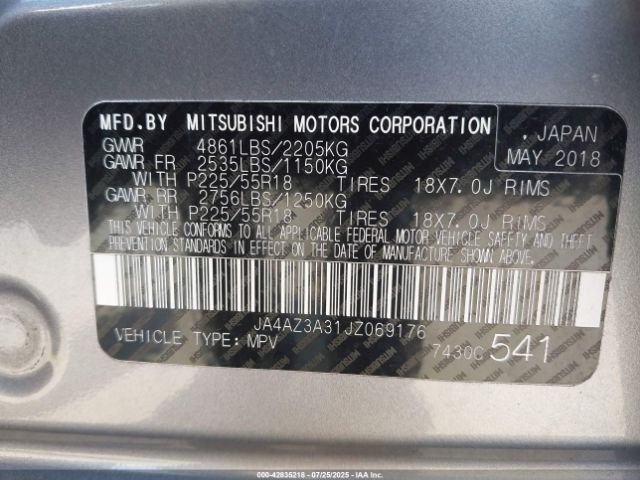 MFD.BY MITSUBISHI MOTORS CORPORATION
, JAPAN
GVWR 4861LBS/2205KG
MAY 2018
GAWR FR 2535LBS/1150KG
WITH P225/55R18 TIRES 18X7.0J RIMS
GAWR RR 2756LBS/1250KG
WITH P225/55R18 TIRES 18X7.0J RIMS
THIS VEHICLE CONFORMS TO ALL APPLICABLE FEDERAL MOTOR VEHICLE SAFETY AND THEFT
PREVENTION STANDARDS IN EFFECT ON THE DATE OF MANUFACTURE SHOWN ABOVE.
JA4AZ3A31JZ069176
VEHICLE TYPE: MPV
7430C 541
000-42835218 - 07/25/2025 - IAAI.COM